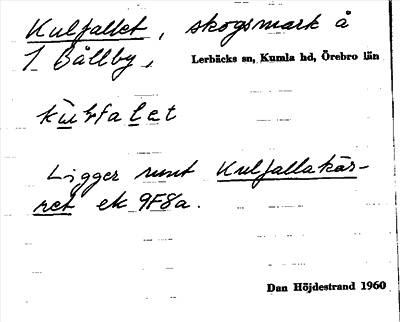 Kulfallet, skogsmark å
1 Bållby,
Lerbäcks sn, Kumla hd, Örebro län
Ligger runt Kulfallakär-
ret ek 9F8a.
Dan Höjdestrand 1960